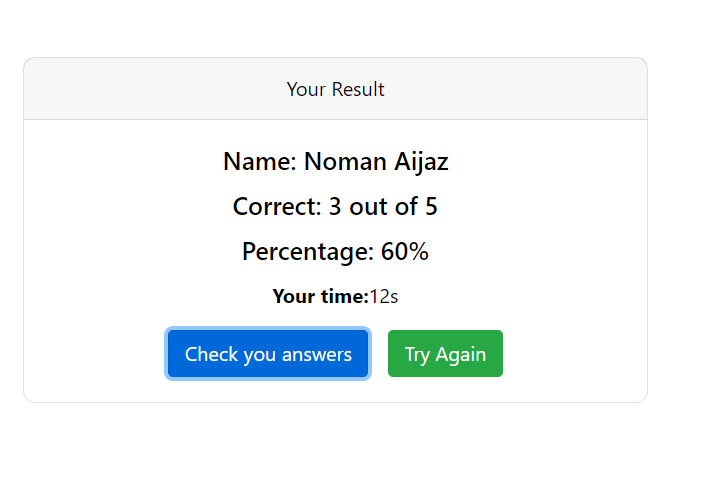 Your Result
Name: Noman Aijaz
Correct: 3 out of 5
Percentage: 60%
Your time:12s
Check you answers Try Again